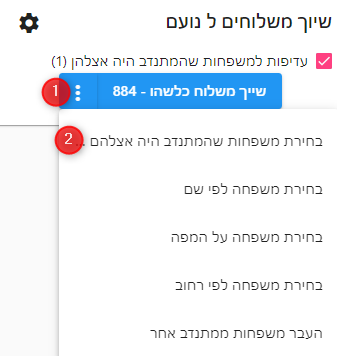 שיוך משלוחים ל נועם
עדיפות למשפחות שהמתנדב היה אצלהן (1)
שייך משלוח כלשהו - 884
1
2 בחירת משפחות שהמתנדב היה אצלהם ...
בחירת משפחה לפי שם
בחירת משפחה על המפה
בחירת משפחה לפי רחוב
העבר משפחות ממתנדב אחר